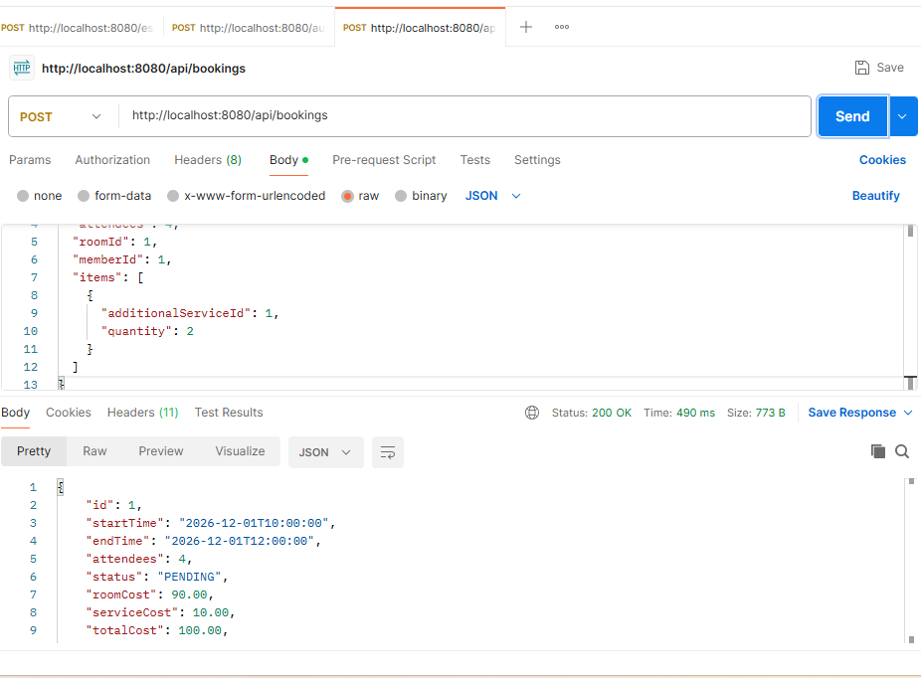 POST http://localhost:8080/es POST http://localhost:8080/au POST http://localhost:8080/ap
HTTP http://localhost:8080/api/bookings Save
POST http://localhost:8080/api/bookings Send
Params Authorization Headers (8) Body Pre-request Script Tests Settings Cookies
none form-data x-www-form-urlencoded raw binary JSON Beautify
4 "attendees": 4,
5 "roomId": 1,
6 "memberId": 1,
7 "items": [
8 {
9 "additionalServiceId": 1,
10 "quantity": 2
11 }
12 ]
13 }
Body Cookies Headers (11) Test Results Status: 200 OK Time: 490 ms Size: 773 B Save Response
Pretty Raw Preview Visualize JSON
1 {
2 "id": 1,
3 "startTime": "2026-12-01T10:00:00",
4 "endTime": "2026-12-01T12:00:00",
5 "attendees": 4,
6 "status": "PENDING",
7 "roomCost": 90.00,
8 "serviceCost": 10.00,
9 "totalCost": 100.00,